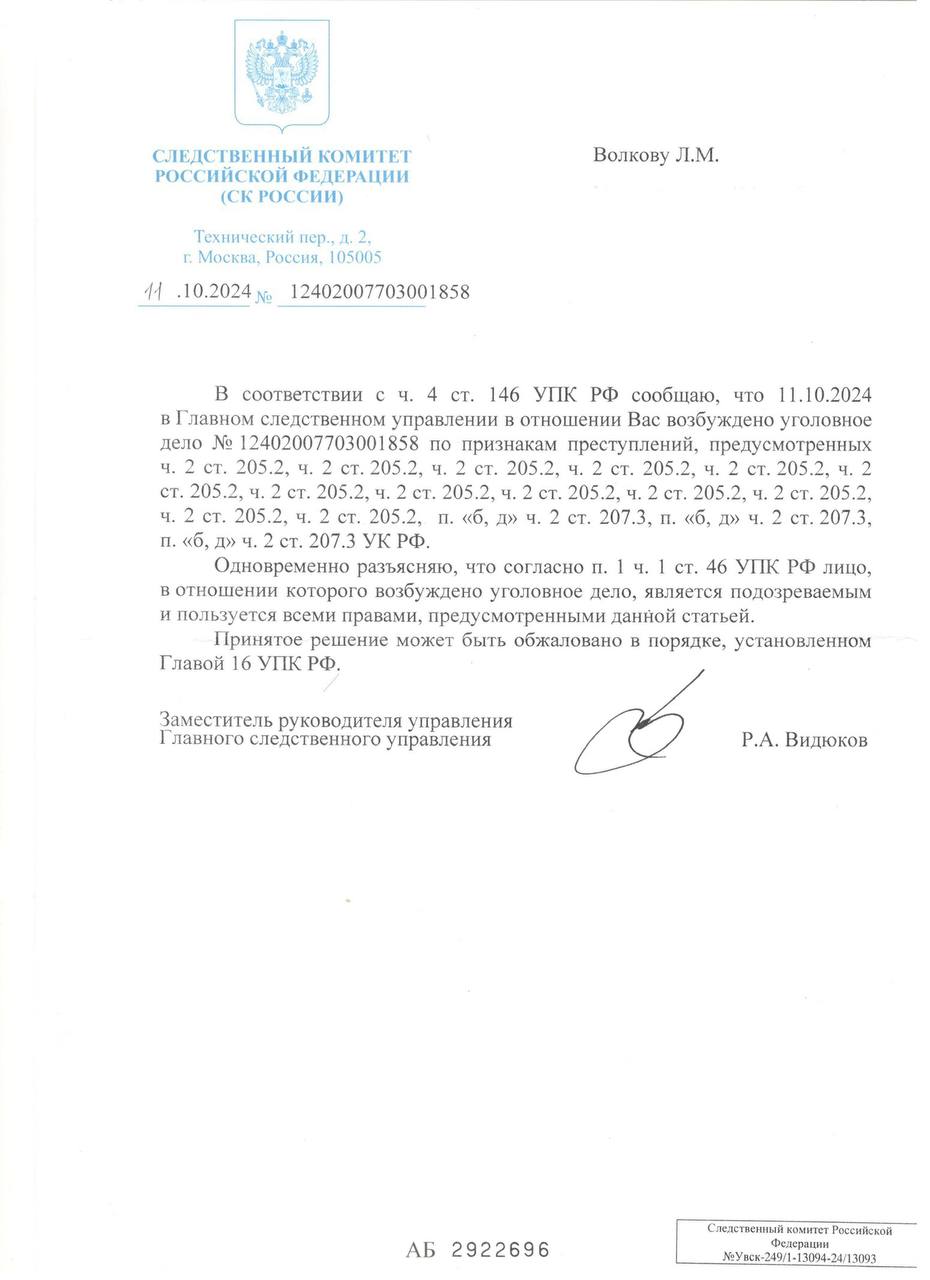 СЛЕДСТВЕННЫЙ КОМИТЕТ
РОССИЙСКОЙ ФЕДЕРАЦИИ
(СК РОССИИ)
Технический пер., д. 2,
г. Москва, Россия, 105005
11 .10.2024 № 12402007703001858
Волкову Л.М.
В соответствии с ч. 4 ст. 146 УПК РФ сообщаю, что 11.10.2024
в Главном следственном управлении в отношении Вас возбуждено уголовное
дело № 12402007703001858 по признакам преступлений, предусмотренных
ч. 2 ст. 205.2, ч. 2 ст. 205.2, ч. 2 ст. 205.2, ч. 2 ст. 205.2, ч. 2 ст. 205.2, ч. 2
ст. 205.2, ч. 2 ст. 205.2, ч. 2 ст. 205.2, ч. 2 ст. 205.2, ч. 2 ст. 205.2, ч. 2 ст. 205.2,
ч. 2 ст. 205.2, ч. 2 ст. 205.2, п. «б, д» ч. 2 ст. 207.3, п. «б, д» ч. 2 ст. 207.3,
п. «б, д» ч. 2 ст. 207.3 УК РФ.
Одновременно разъясняю, что согласно п. 1 ч. 1 ст. 46 УПК РФ лицо,
в отношении которого возбуждено уголовное дело, является подозреваемым
и пользуется всеми правами, предусмотренными данной статьей.
Принятое решение может быть обжаловано в порядке, установленном
Главой 16 УПК РФ.
Заместитель руководителя управления
Главного следственного управления Р.А. Видюков
АБ 2922696
Следственный комитет Российской
Федерации
№Увск-249/1-13094-24/13093